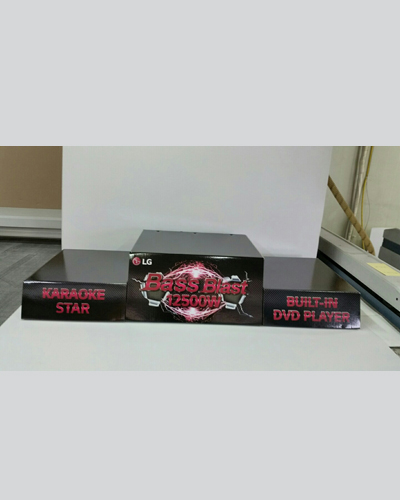 KARAOKE
STAR
LG
Bass Blast
12500W
BUILT-IN
DVD PLAYER